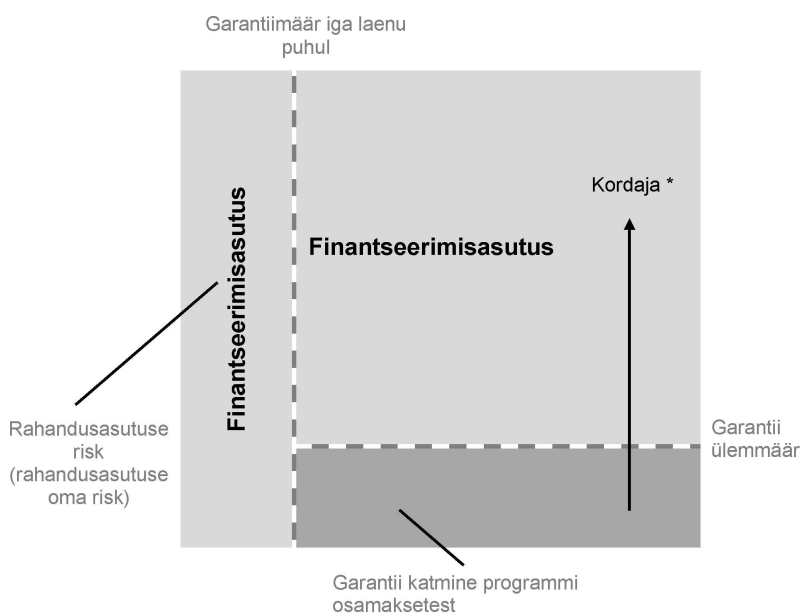 Garantiimäär iga laenu
puhul
Kordaja *
Finantseerimisasutus
Finantseerimisasutus
Rahandusasutuse
risk
(rahandusasutuse
oma risk)
Garantii
ülemmäär
Garantii katmine programmi
osamaksetest